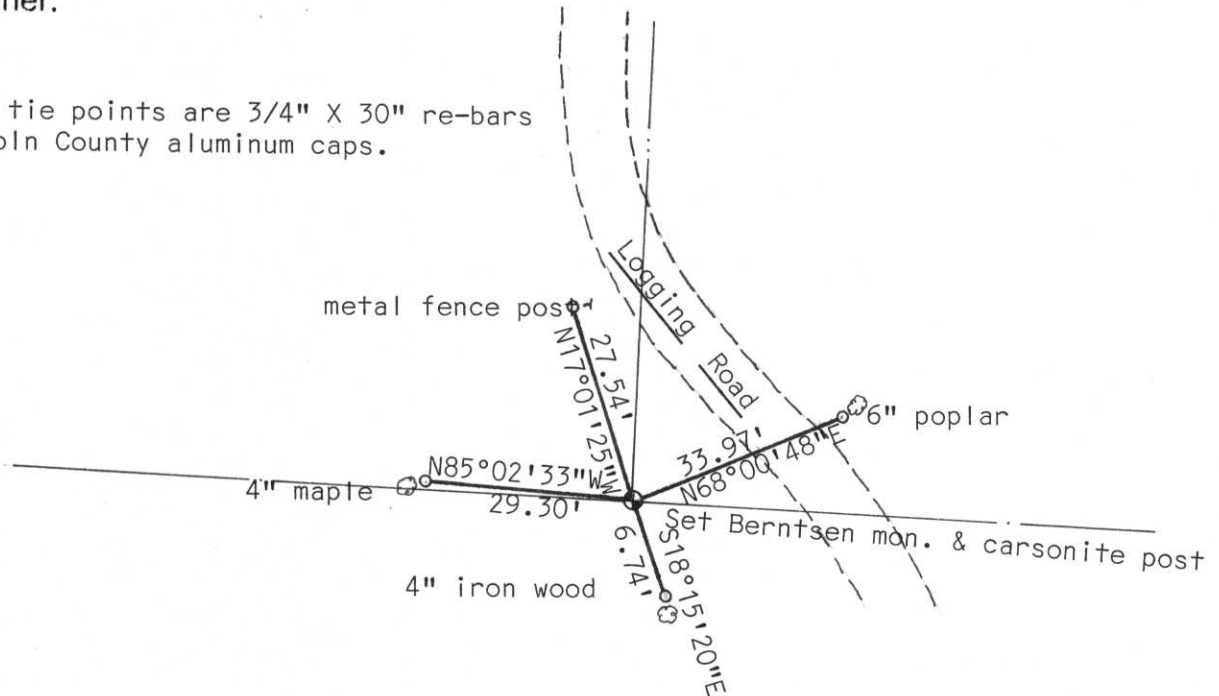 tie points are 3/4" X 30" re-bars
County aluminum caps.
Logging Road
metal fence post
27.54'
N17°01'25"W
6" poplar
33.97'
N68°00'48"E
N85°02'33"W
4" maple
29.30'
Set Berntsen mon. & carsonite post
6.74'
S18°15'20"E
4" iron wood